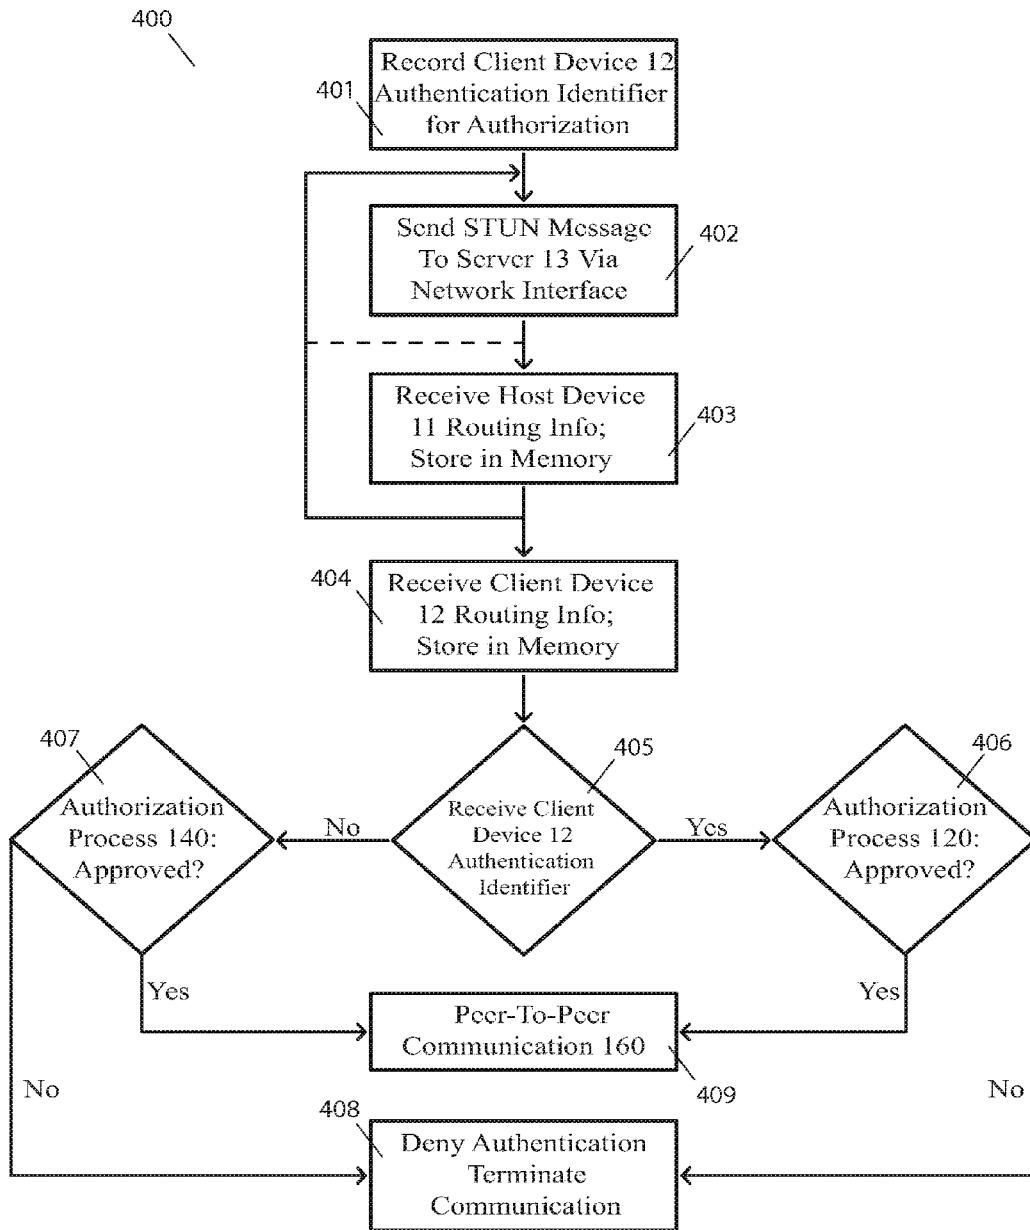 400
Record Client Device 12
Authentication Identifier
for Authorization
401
Send STUN Message
To Server 13 Via
Network Interface
402
Receive Host Device
11 Routing Info;
Store in Memory
403
404
Receive Client Device
12 Routing Info;
Store in Memory
407
Authorization
Process 140:
Approved?
No
405
Receive Client
Device 12
Authentication
Identifier
Yes
406
Authorization
Process 120:
Approved?
Yes
Peer-To-Peer
Communication 160
409
Yes
No
408
Deny Authentication
Terminate
Communication
No